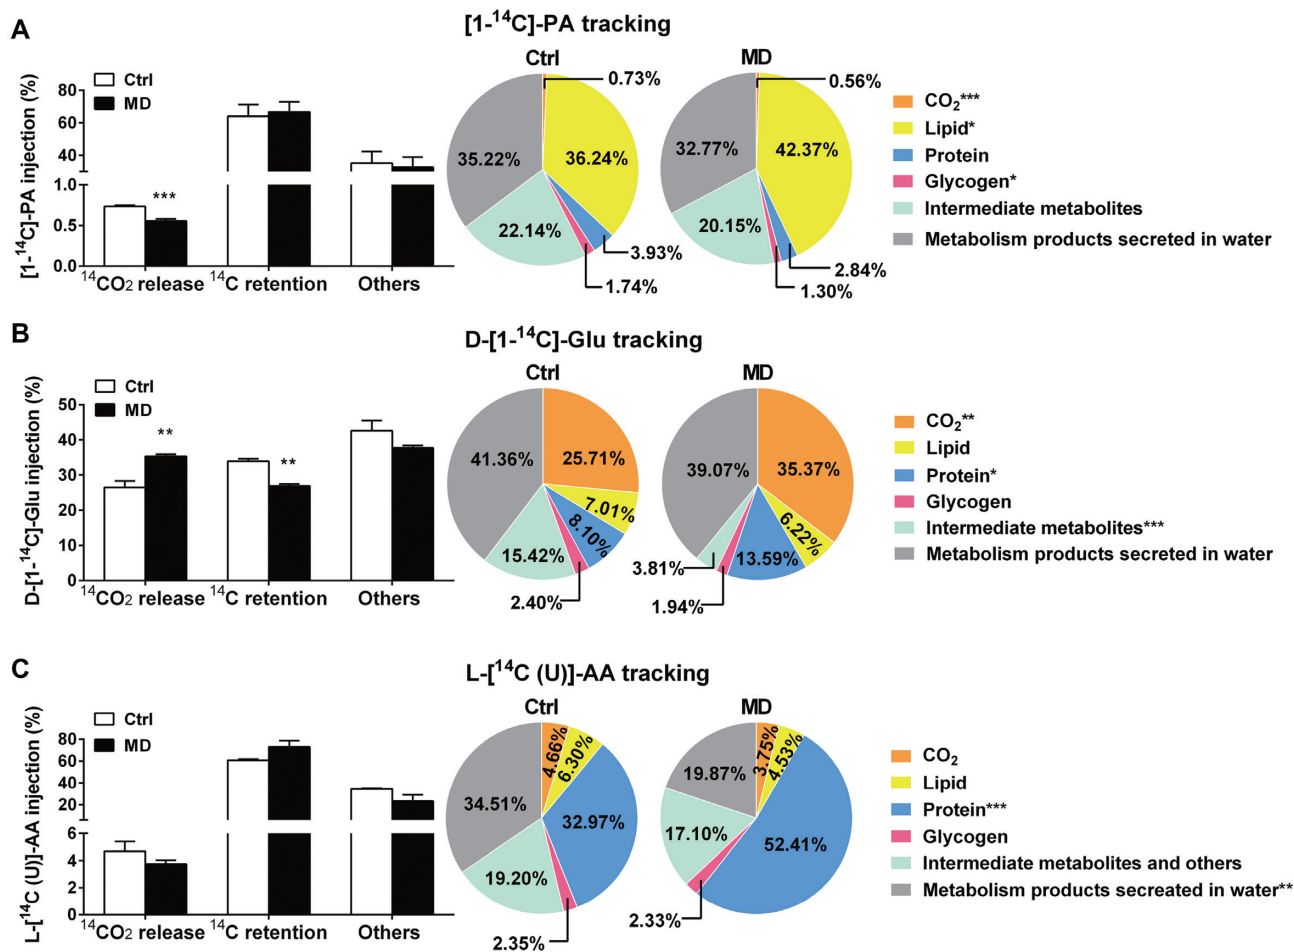 A
[1-¹⁴C]-PA tracking
Ctrl
MD
[1-¹⁴C]-PA injection (%)
80
60
40
1.0
0.5
0.0
***
¹⁴CO₂ release
¹⁴C retention
Others
Ctrl
0.73%
36.24%
3.93%
1.74%
22.14%
35.22%
MD
0.56%
42.37%
2.84%
1.30%
20.15%
32.77%
CO₂***
Lipid*
Protein
Glycogen*
Intermediate metabolites
Metabolism products secreted in water
B
D-[1-¹⁴C]-Glu tracking
Ctrl
MD
D-[1-¹⁴C]-Glu injection (%)
50
40
30
20
10
0
**
**
¹⁴CO₂ release
¹⁴C retention
Others
Ctrl
25.71%
7.01%
8.10%
2.40%
15.42%
41.36%
MD
35.37%
6.22%
13.59%
1.94%
3.81%
39.07%
CO₂**
Lipid
Protein*
Glycogen
Intermediate metabolites***
Metabolism products secreted in water
C
L-[¹⁴C (U)]-AA tracking
Ctrl
MD
L-[¹⁴C (U)]-AA injection (%)
80
60
40
20
6
4
2
0
¹⁴CO₂ release
¹⁴C retention
Others
Ctrl
4.66%
6.30%
32.97%
2.35%
19.20%
34.51%
MD
3.75%
4.53%
52.41%
2.33%
17.10%
19.87%
CO₂
Lipid
Protein***
Glycogen
Intermediate metabolites and others
Metabolism products secreated in water**